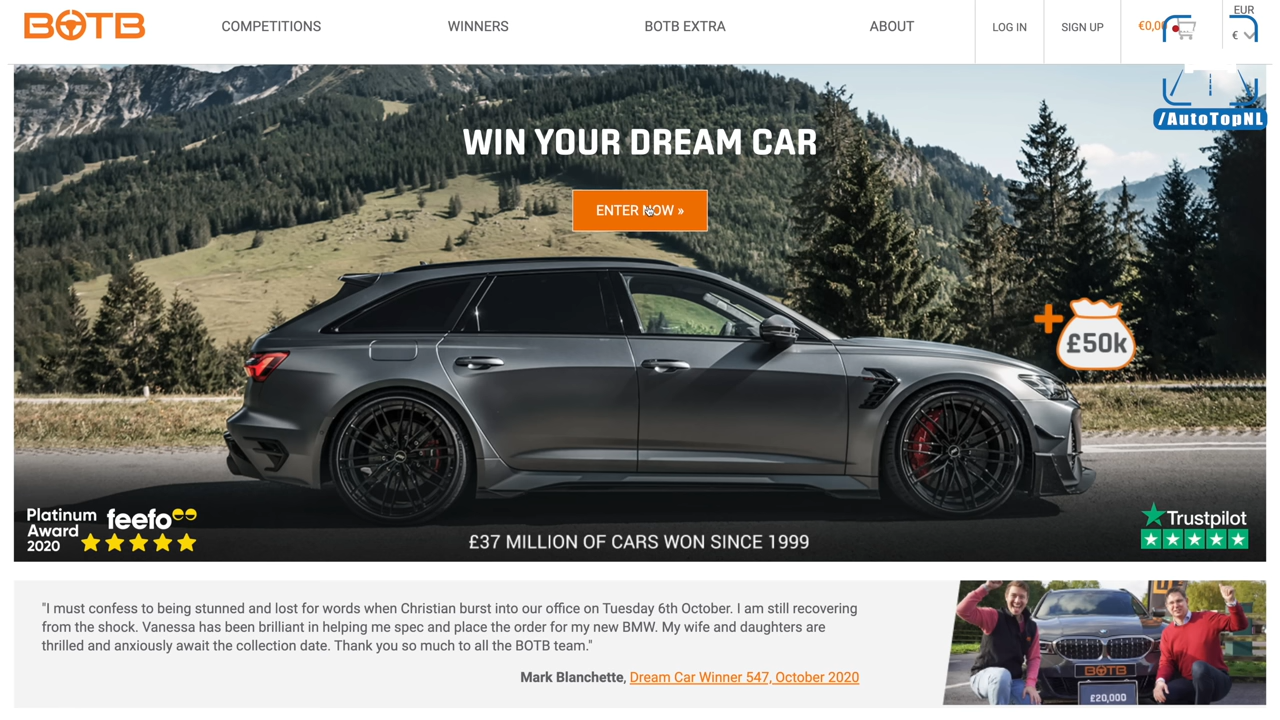 BOTB
COMPETITIONS
WINNERS
BOTB EXTRA
ABOUT
LOG IN
SIGN UP
€0,0
EUR
€
/AutoTopNL
WIN YOUR DREAM CAR
ENTER NOW »
+ £50k
Platinum
Award
2020
feefo
£37 MILLION OF CARS WON SINCE 1999
Trustpilot
"I must confess to being stunned and lost for words when Christian burst into our office on Tuesday 6th October. I am still recovering
from the shock. Vanessa has been brilliant in helping me spec and place the order for my new BMW. My wife and daughters are
thrilled and anxiously await the collection date. Thank you so much to all the BOTB team."
Mark Blanchette, Dream Car Winner 547, October 2020
BOTB
£20,000